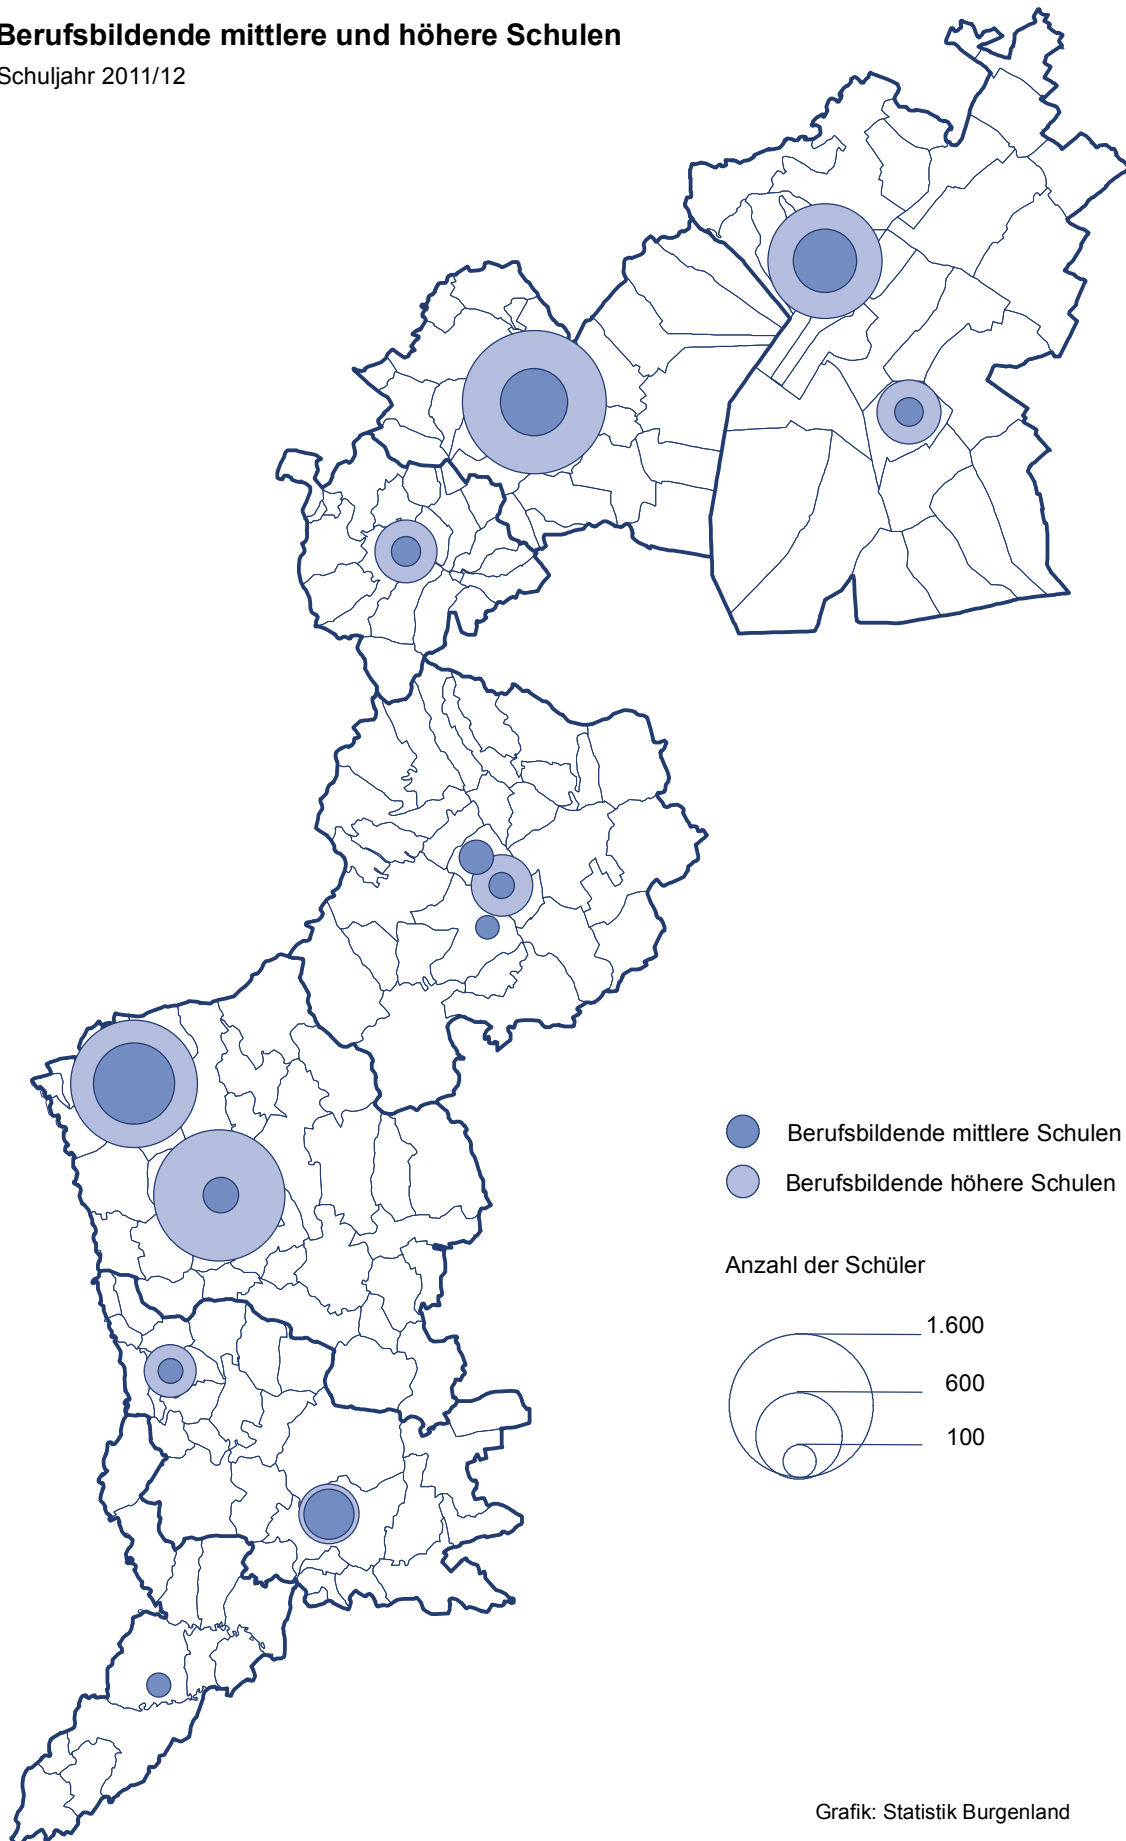 Berufsbildende mittlere und höhere Schulen
Schuljahr 2011/12
Berufsbildende mittlere Schulen
Berufsbildende höhere Schulen
Anzahl der Schüler
1.600
600
100
Grafik: Statistik Burgenland